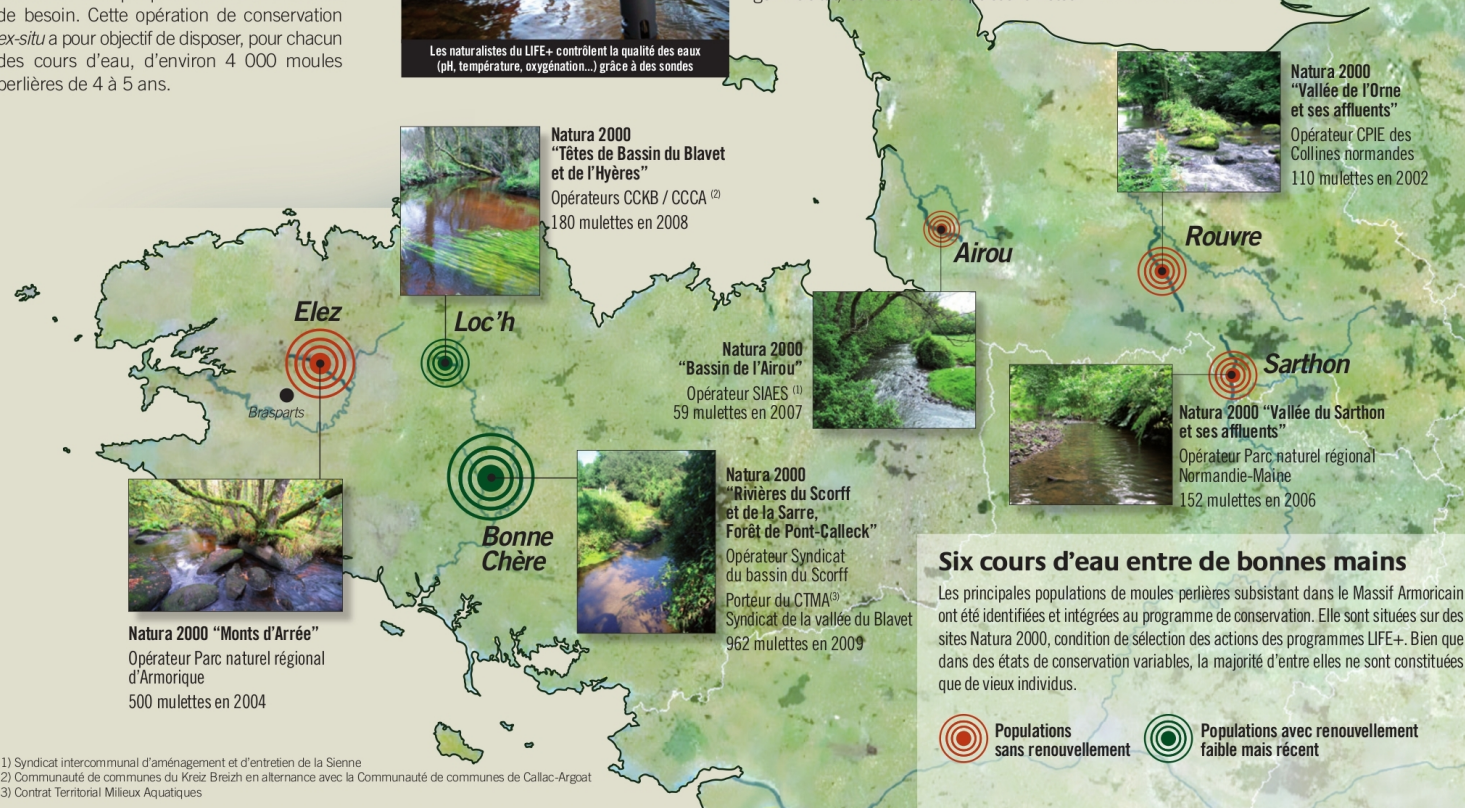 de besoin. Cette opération de conservation
ex-situ a pour objectif de disposer, pour chacun
des cours d'eau, d'environ 4 000 moules
perlières de 4 à 5 ans.
Les naturalistes du LIFE+ contrôlent la qualité des eaux
(pH, température, oxygénation...) grâce à des sondes
Natura 2000
“Têtes de Bassin du Blavet
et de l’Hyères”
Opérateurs CCKB / CCCA (2)
180 mulettes en 2008
Natura 2000
“Vallée de l’Orne
et ses affluents”
Opérateur CPIE des
Collines normandes
110 mulettes en 2002
Airou
Rouvre
Elez
Loc’h
Brasparts
Natura 2000
“Bassin de l’Airou”
Opérateur SIAES (1)
59 mulettes en 2007
Sarthon
Natura 2000 “Vallée du Sarthon
et ses affluents”
Opérateur Parc naturel régional
Normandie-Maine
152 mulettes en 2006
Bonne
Chère
Natura 2000
“Rivières du Scorff
et de la Sarre,
Forêt de Pont-Calleck”
Opérateur Syndicat
du bassin du Scorff
Porteur du CTMA(3)
Syndicat de la vallée du Blavet
962 mulettes en 2009
Natura 2000 “Monts d’Arrée”
Opérateur Parc naturel régional
d’Armorique
500 mulettes en 2004
Six cours d’eau entre de bonnes mains
Les principales populations de moules perlières subsistant dans le Massif Armoricain
ont été identifiées et intégrées au programme de conservation. Elle sont situées sur des
sites Natura 2000, condition de sélection des actions des programmes LIFE+. Bien que
dans des états de conservation variables, la majorité d’entre elles ne sont constituées
que de vieux individus.
Populations
sans renouvellement
Populations avec renouvellement
faible mais récent
1) Syndicat intercommunal d’aménagement et d’entretien de la Sienne
2) Communauté de communes du Kreiz Breizh en alternance avec la Communauté de communes de Callac-Argoat
3) Contrat Territorial Milieux Aquatiques